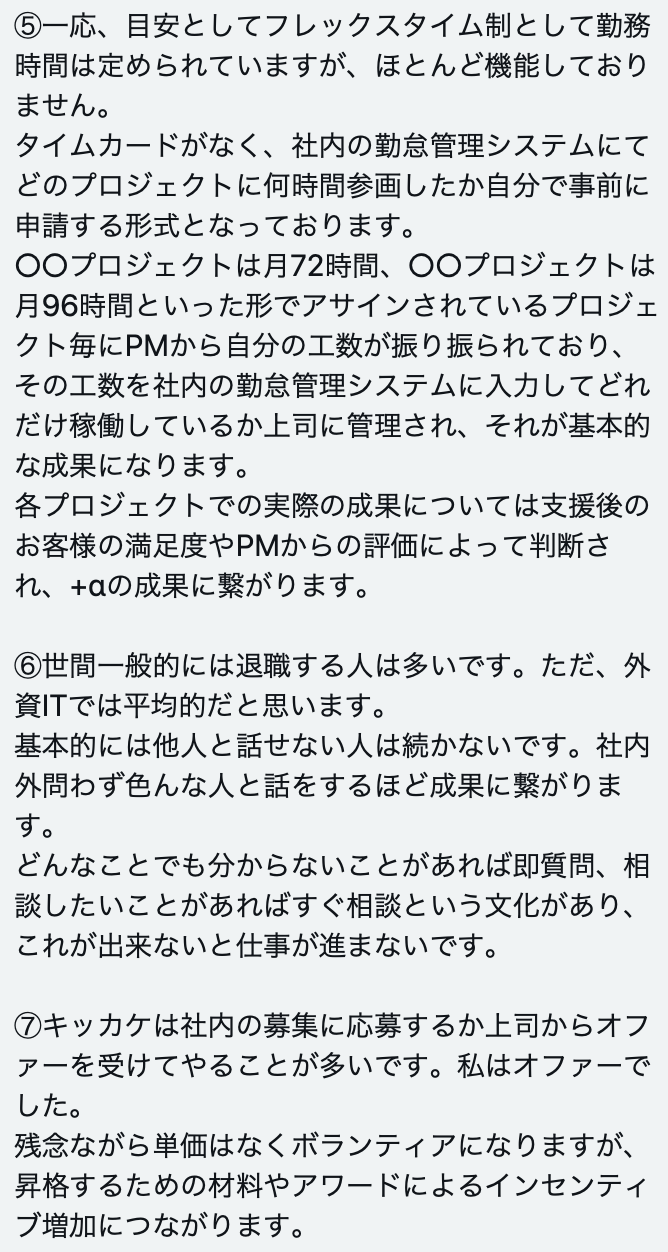 ⑤一応、目安としてフレックスタイム制として勤務
時間は定められていますが、ほとんど機能しており
ません。
タイムカードがなく、社内の勤怠管理システムにて
どのプロジェクトに何時間参画したか自分で事前に
申請する形式となっております。
〇〇プロジェクトは月72時間、〇〇プロジェクトは
月96時間といった形でアサインされているプロジェ
クト毎にPMから自分の工数が振り振られており、
その工数を社内の勤怠管理システムに入力してどれ
だけ稼働しているか上司に管理され、それが基本的
な成果になります。
各プロジェクトでの実際の成果については支援後の
お客様の満足度やPMからの評価によって判断さ
れ、+αの成果に繋がります。

⑥世間一般的には退職する人は多いです。ただ、外
資ITでは平均的だと思います。
基本的には他人と話せない人は続かないです。社内
外問わず色んな人と話をするほど成果に繋がりま
す。
どんなことでも分からないことがあれば即質問、相
談したいことがあればすぐ相談という文化があり、
これが出来ないと仕事が進まないです。

⑦キッカケは社内の募集に応募するか上司からオフ
ァーを受けてやることが多いです。私はオファーで
した。
残念ながら単価はなくボランティアになりますが、
昇格するための材料やアワードによるインセンティ
ブ増加につながります。